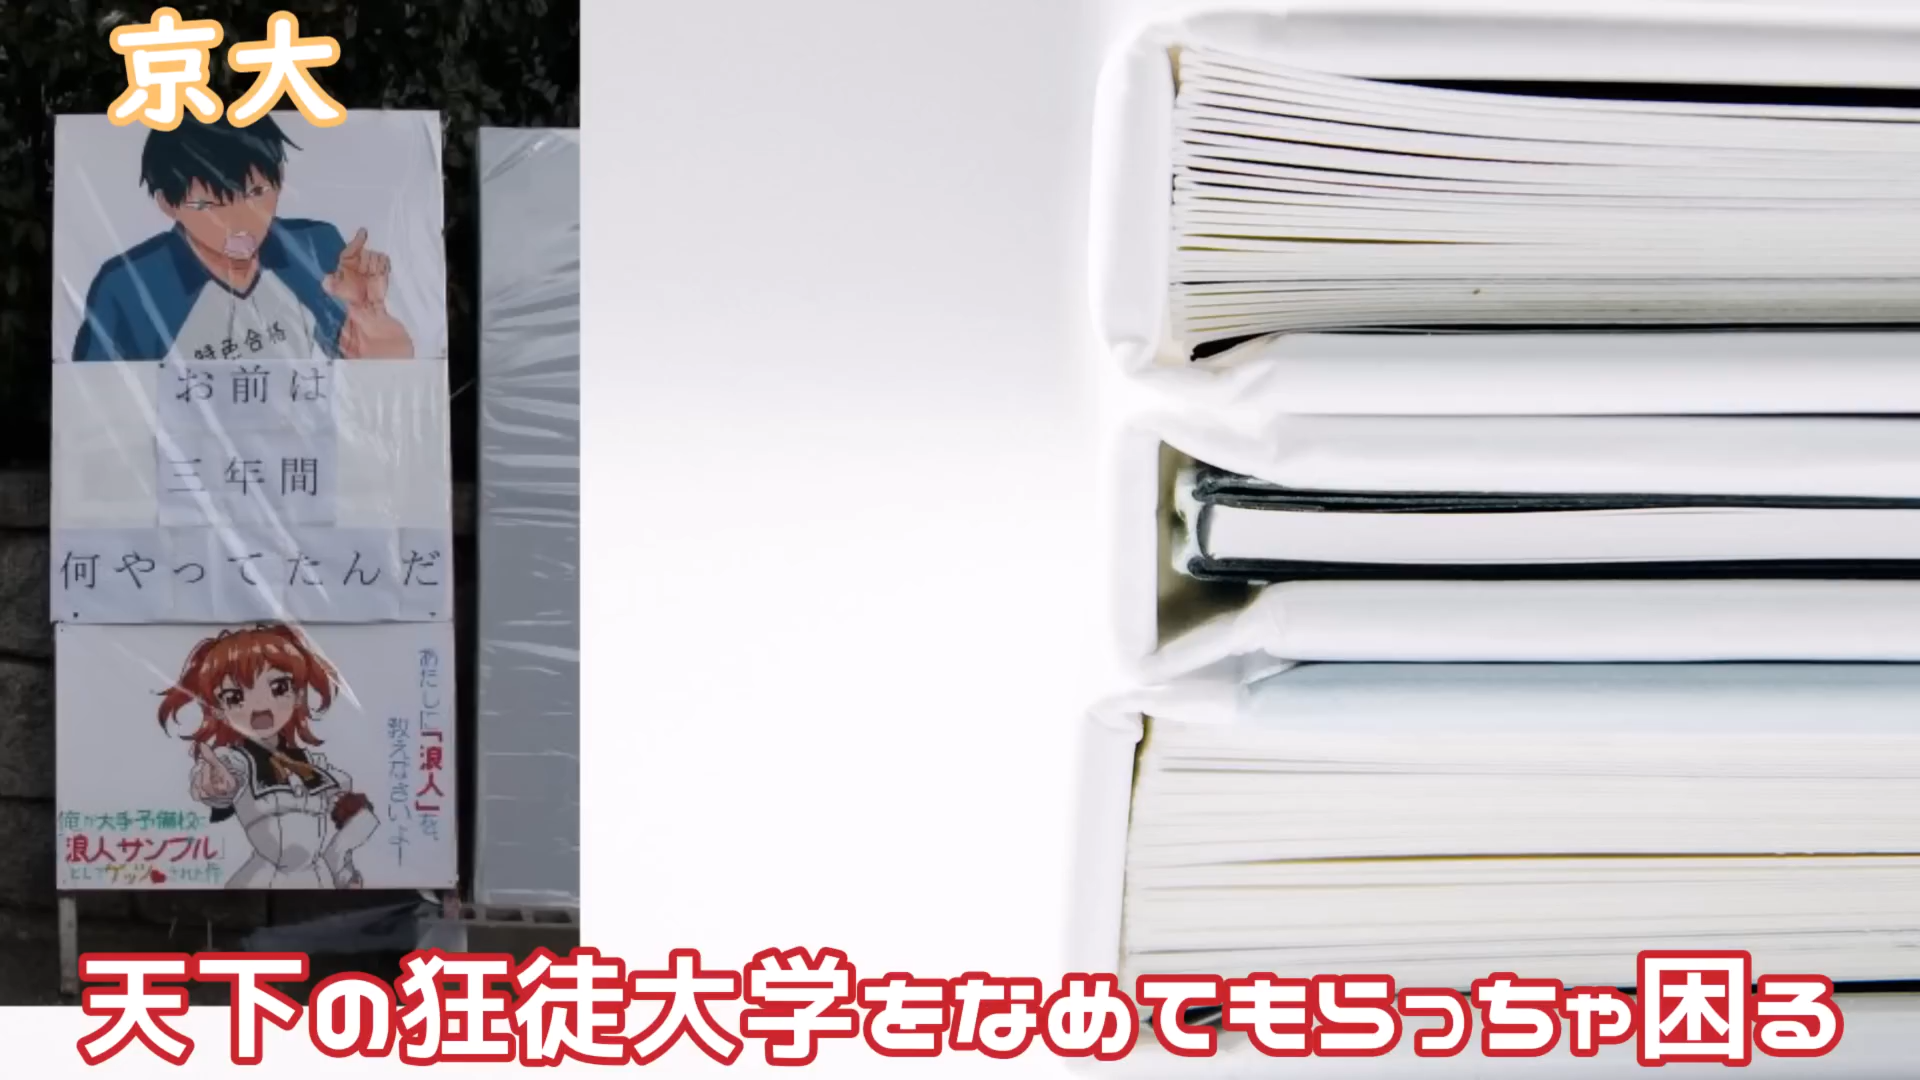 京大
特色合格
お前は
三年間
何やってたんだ
あたしに「浪人」を、
教えなさいよー
俺が大手予備校に
「浪人サンプル」
としてゲッツ♥された件
天下の狂徒大学をなめてもらっちゃ困る